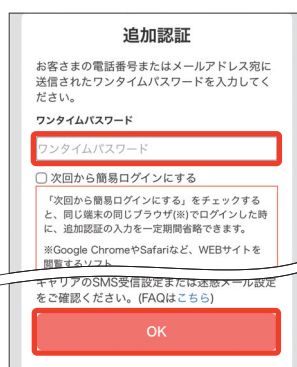 追加認証
お客さまの電話番号またはメールアドレス宛に
送信されたワンタイムパスワードを入力してく
ださい。
ワンタイムパスワード
ワンタイムパスワード
次回から簡易ログインにする
「次回から簡易ログインにする」をチェックする
と、同じ端末の同じブラウザ(※)でログインした時
に、追加認証の入力を一定期間省略できます。
※Google ChromeやSafariなど、WEBサイトを
閲覧するソフト
キャリアのSMS受信設定または迷惑メール設定
をご確認ください。(FAQはこちら)
OK